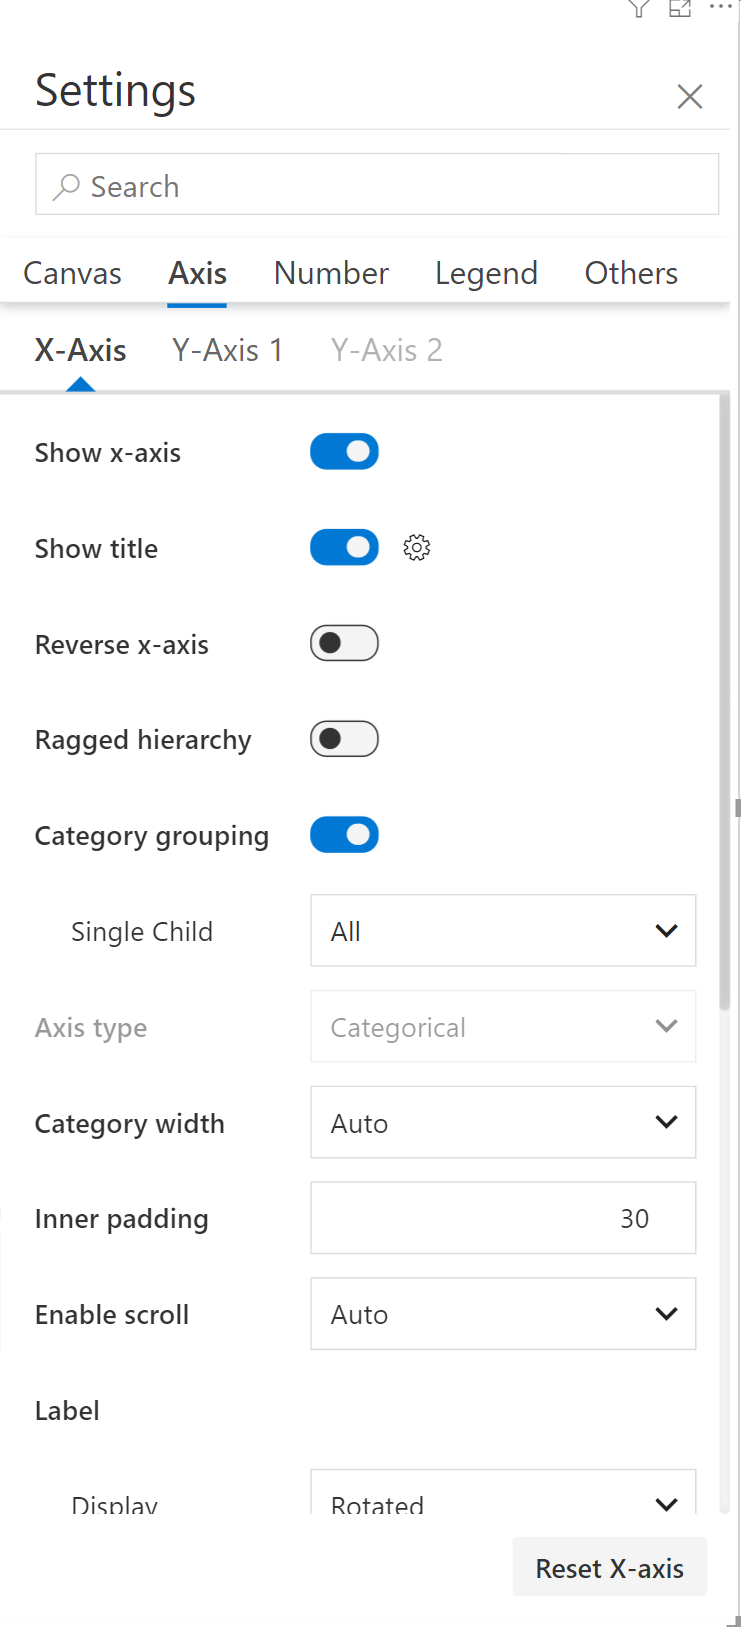 Settings
Search
Canvas Axis Number Legend Others
X-Axis Y-Axis 1 Y-Axis 2
Show x-axis
Show title
Reverse x-axis
Ragged hierarchy
Category grouping
Single Child All
Axis type Categorical
Category width Auto
Inner padding 30
Enable scroll Auto
Label
Display Rotated
Reset X-axis